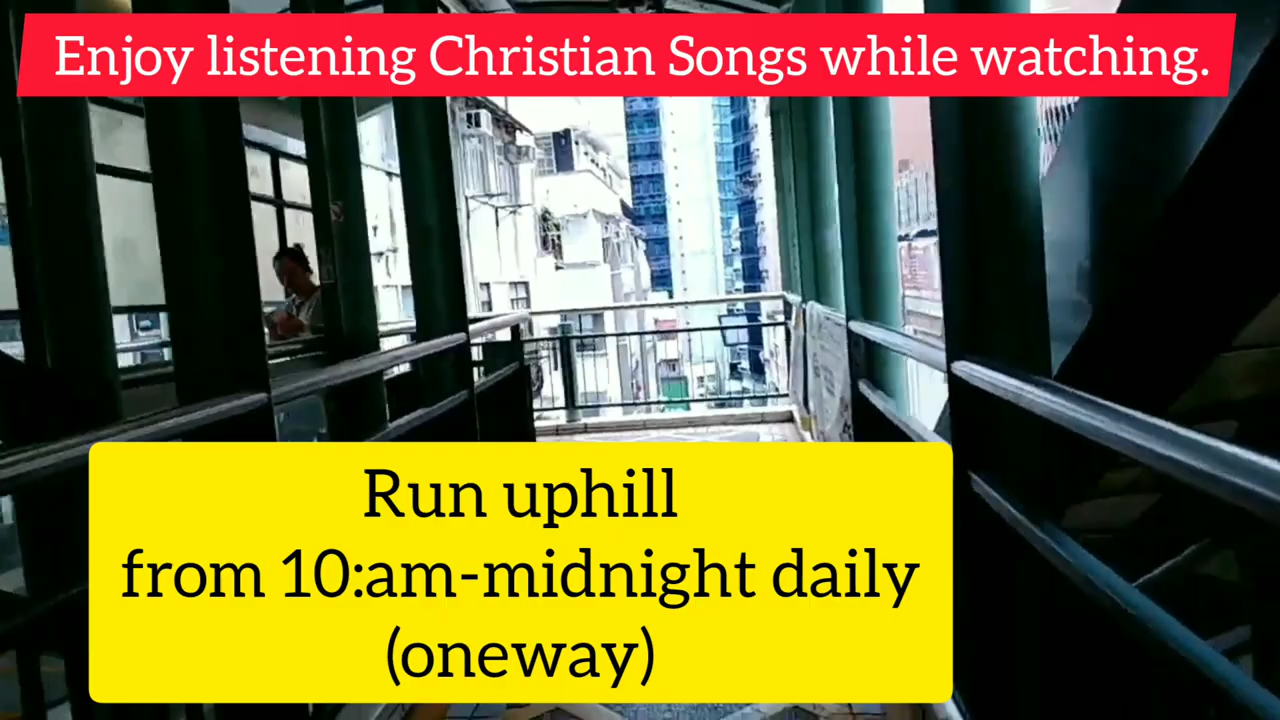 Enjoy listening Christian Songs while watching.
Run uphill
from 10:am-midnight daily
(oneway)